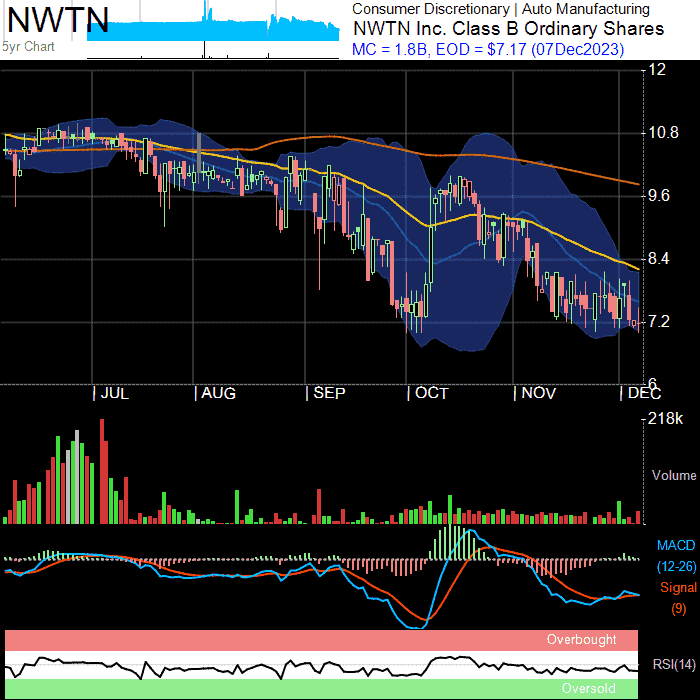 NWTN
5yr Chart
Consumer Discretionary | Auto Manufacturing
NWTN Inc. Class B Ordinary Shares
MC = 1.8B, EOD = $7.17 (07Dec2023)
12
10.8
9.6
8.4
7.2
6
JUL AUG SEP OCT NOV DEC
218k
Volume
MACD
(12-26)
Signal
(9)
Overbought
RSI(14)
Oversold